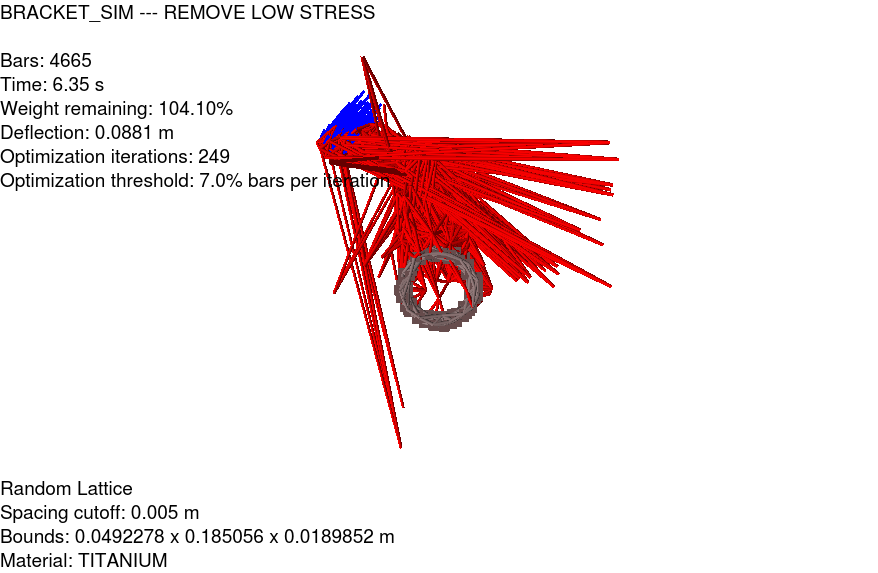 BRACKET_SIM --- REMOVE LOW STRESS
Bars: 4665
Time: 6.35 s
Weight remaining: 104.10%
Deflection: 0.0881 m
Optimization iterations: 249
Optimization threshold: 7.0% bars per iteration
Random Lattice
Spacing cutoff: 0.005 m
Bounds: 0.0492278 x 0.185056 x 0.0189852 m
Material: TITANIUM